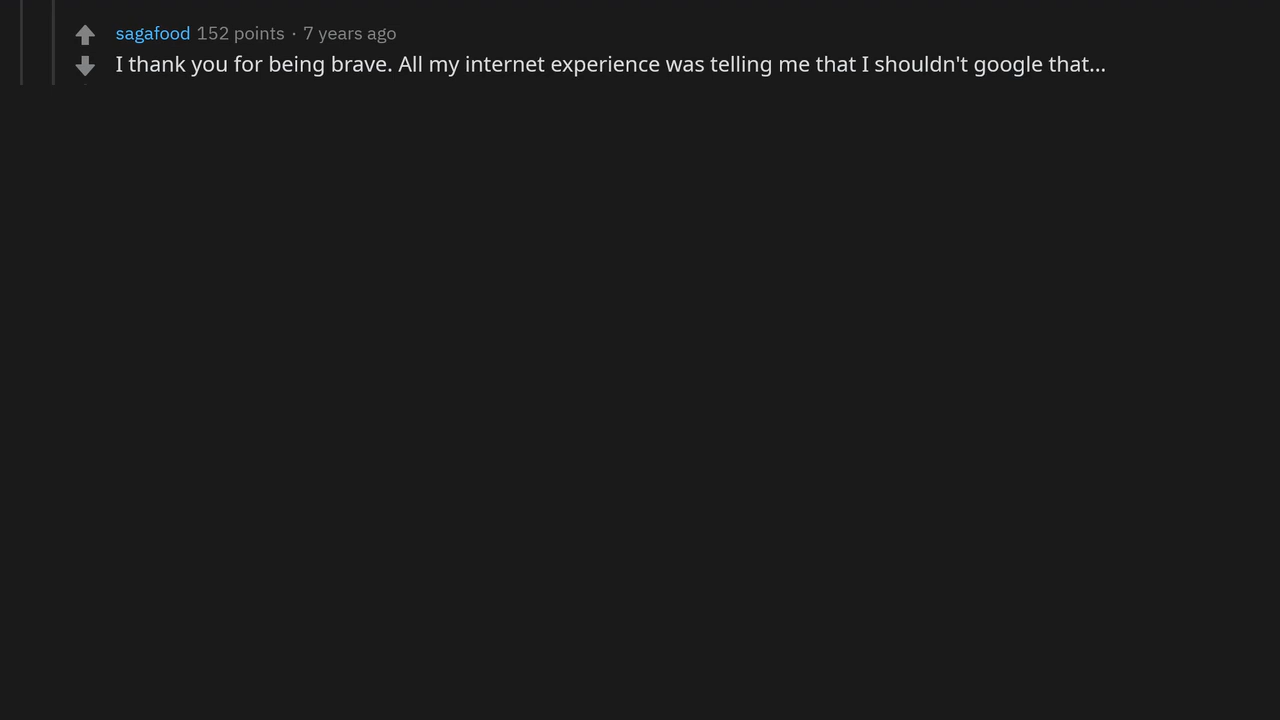 sagafood 152 points · 7 years ago
I thank you for being brave. All my internet experience was telling me that I shouldn't google that...